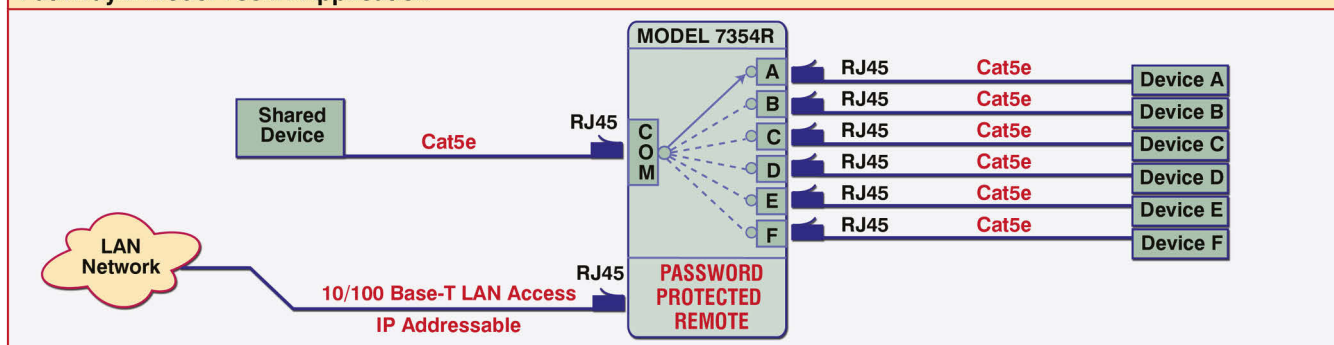 MODEL 7354R
Shared
Device
Cat5e
RJ45
COM
A
B
C
D
E
F
RJ45 Cat5e Device A
RJ45 Cat5e Device B
RJ45 Cat5e Device C
RJ45 Cat5e Device D
RJ45 Cat5e Device E
RJ45 Cat5e Device F
LAN
Network
RJ45
10/100 Base-T LAN Access
IP Addressable
PASSWORD
PROTECTED
REMOTE